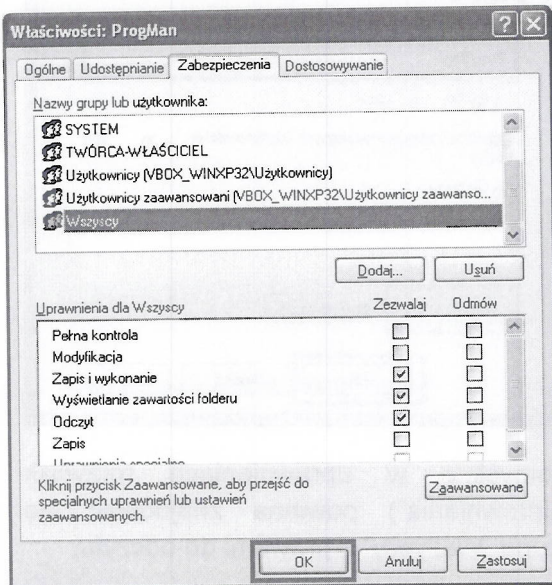 Właściwości: ProgMan
Ogólne Udostępnianie Zabezpieczenia Dostosowywanie
Nazwy grupy lub użytkownika:
SYSTEM
TWÓRCA-WŁAŚCICIEL
Użytkownicy (VBOX_WINXP32\Użytkownicy)
Użytkownicy zaawansowani (VBOX_WINXP32\Użytkownicy zaawanso...
Wszyscy
Dodaj... Usuń
Uprawnienia dla Wszyscy Zezwalaj Odmów
Pełna kontrola
Modyfikacja
Zapis i wykonanie
Wyświetlanie zawartości folderu
Odczyt
Zapis
Uprawnienia specjalne
Kliknij przycisk Zaawansowane, aby przejść do
specjalnych uprawnień lub ustawień
zaawansowanych.
Zaawansowane
OK Anuluj Zastosuj